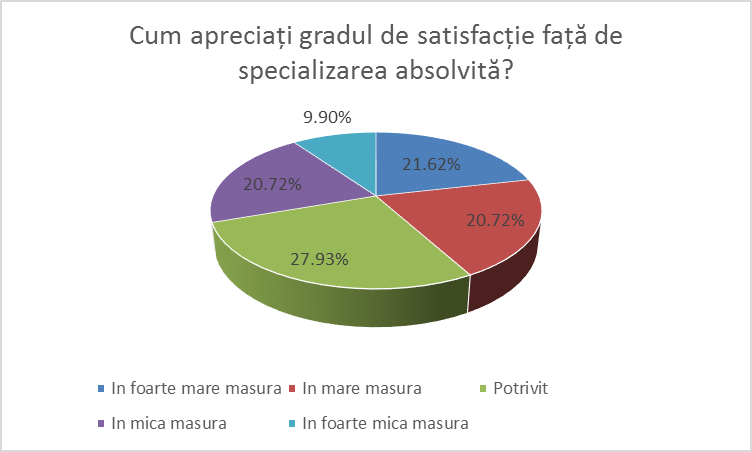 Cum apreciați gradul de satisfacție față de
specializarea absolvită?
9.90%
21.62%
20.72%
20.72%
27.93%
In foarte mare masura
In mare masura
Potrivit
In mica masura
In foarte mica masura